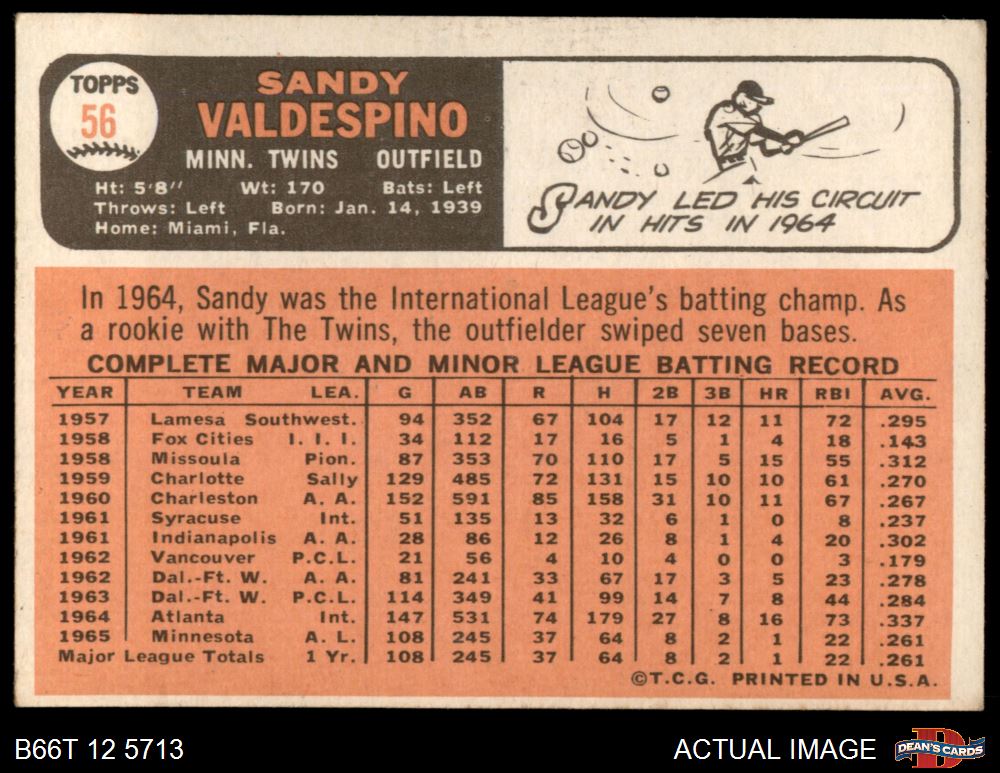 TOPPS
56
SANDY
VALDESPINO
MINN. TWINS OUTFIELD
Ht: 5'8" Wt: 170 Bats: Left
Throws: Left Born: Jan. 14, 1939
Home: Miami, Fla.
SANDY LED HIS CIRCUIT
IN HITS IN 1964
In 1964, Sandy was the International League's batting champ. As
a rookie with The Twins, the outfielder swiped seven bases.
COMPLETE MAJOR AND MINOR LEAGUE BATTING RECORD
YEAR TEAM LEA. G AB R H 2B 3B HR RBI AVG.
1957 Lamesa Southwest. 94 352 67 104 17 12 11 72 .295
1958 Fox Cities I. I. I. 34 112 17 16 5 1 4 18 .143
1958 Missoula Pion. 87 353 70 110 17 5 15 55 .312
1959 Charlotte Sally 129 485 72 131 15 10 10 61 .270
1960 Charleston A. A. 152 591 85 158 31 10 11 67 .267
1961 Syracuse Int. 51 135 13 32 6 1 0 8 .237
1961 Indianapolis A. A. 28 86 12 26 8 1 4 20 .302
1962 Vancouver P.C.L. 21 56 4 10 4 0 0 3 .179
1962 Dal.-Ft. W. A. A. 81 241 33 67 17 3 5 23 .278
1963 Dal.-Ft. W. P.C.L. 114 349 41 99 14 7 8 44 .284
1964 Atlanta Int. 147 531 74 179 27 8 16 73 .337
1965 Minnesota A. L. 108 245 37 64 8 2 1 22 .261
Major League Totals 1 Yr. 108 245 37 64 8 2 1 22 .261
©T.C.G. PRINTED IN U.S.A.
B66T 12 5713
ACTUAL IMAGE
DEAN'S CARDS